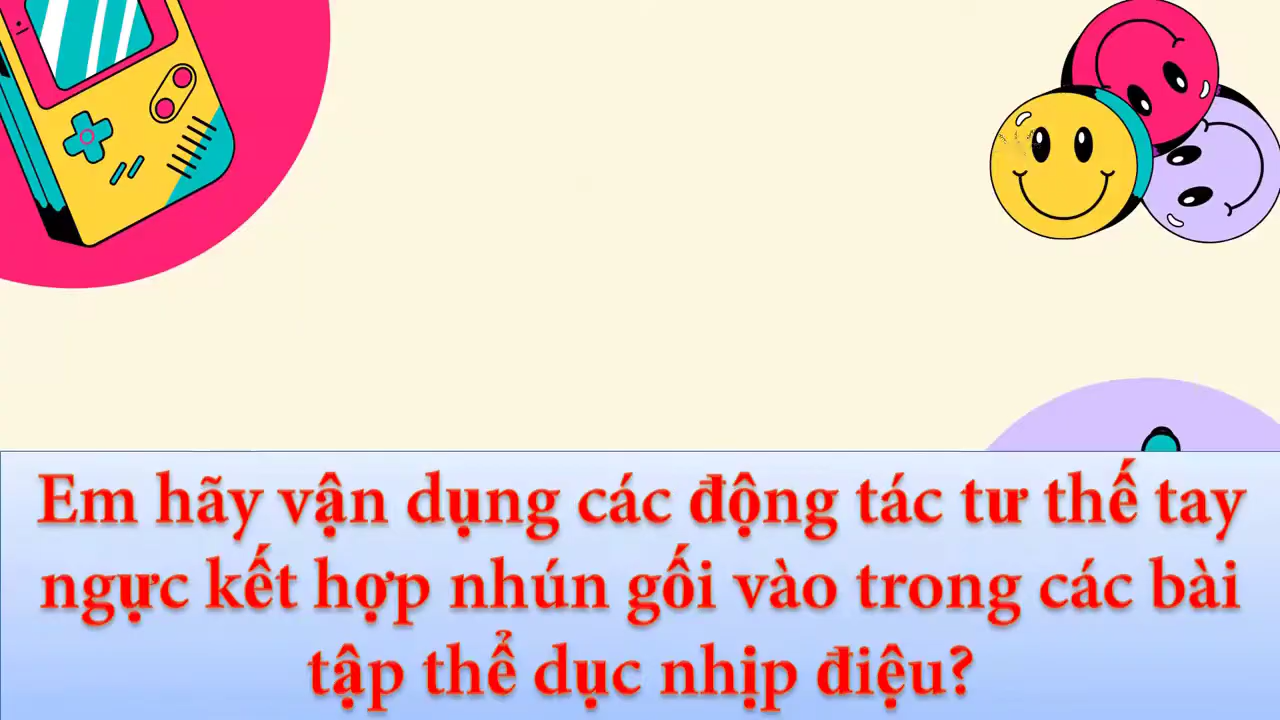 Em hãy vận dụng các động tác tư thế tay
ngực kết hợp nhún gối vào trong các bài
tập thể dục nhịp điệu?